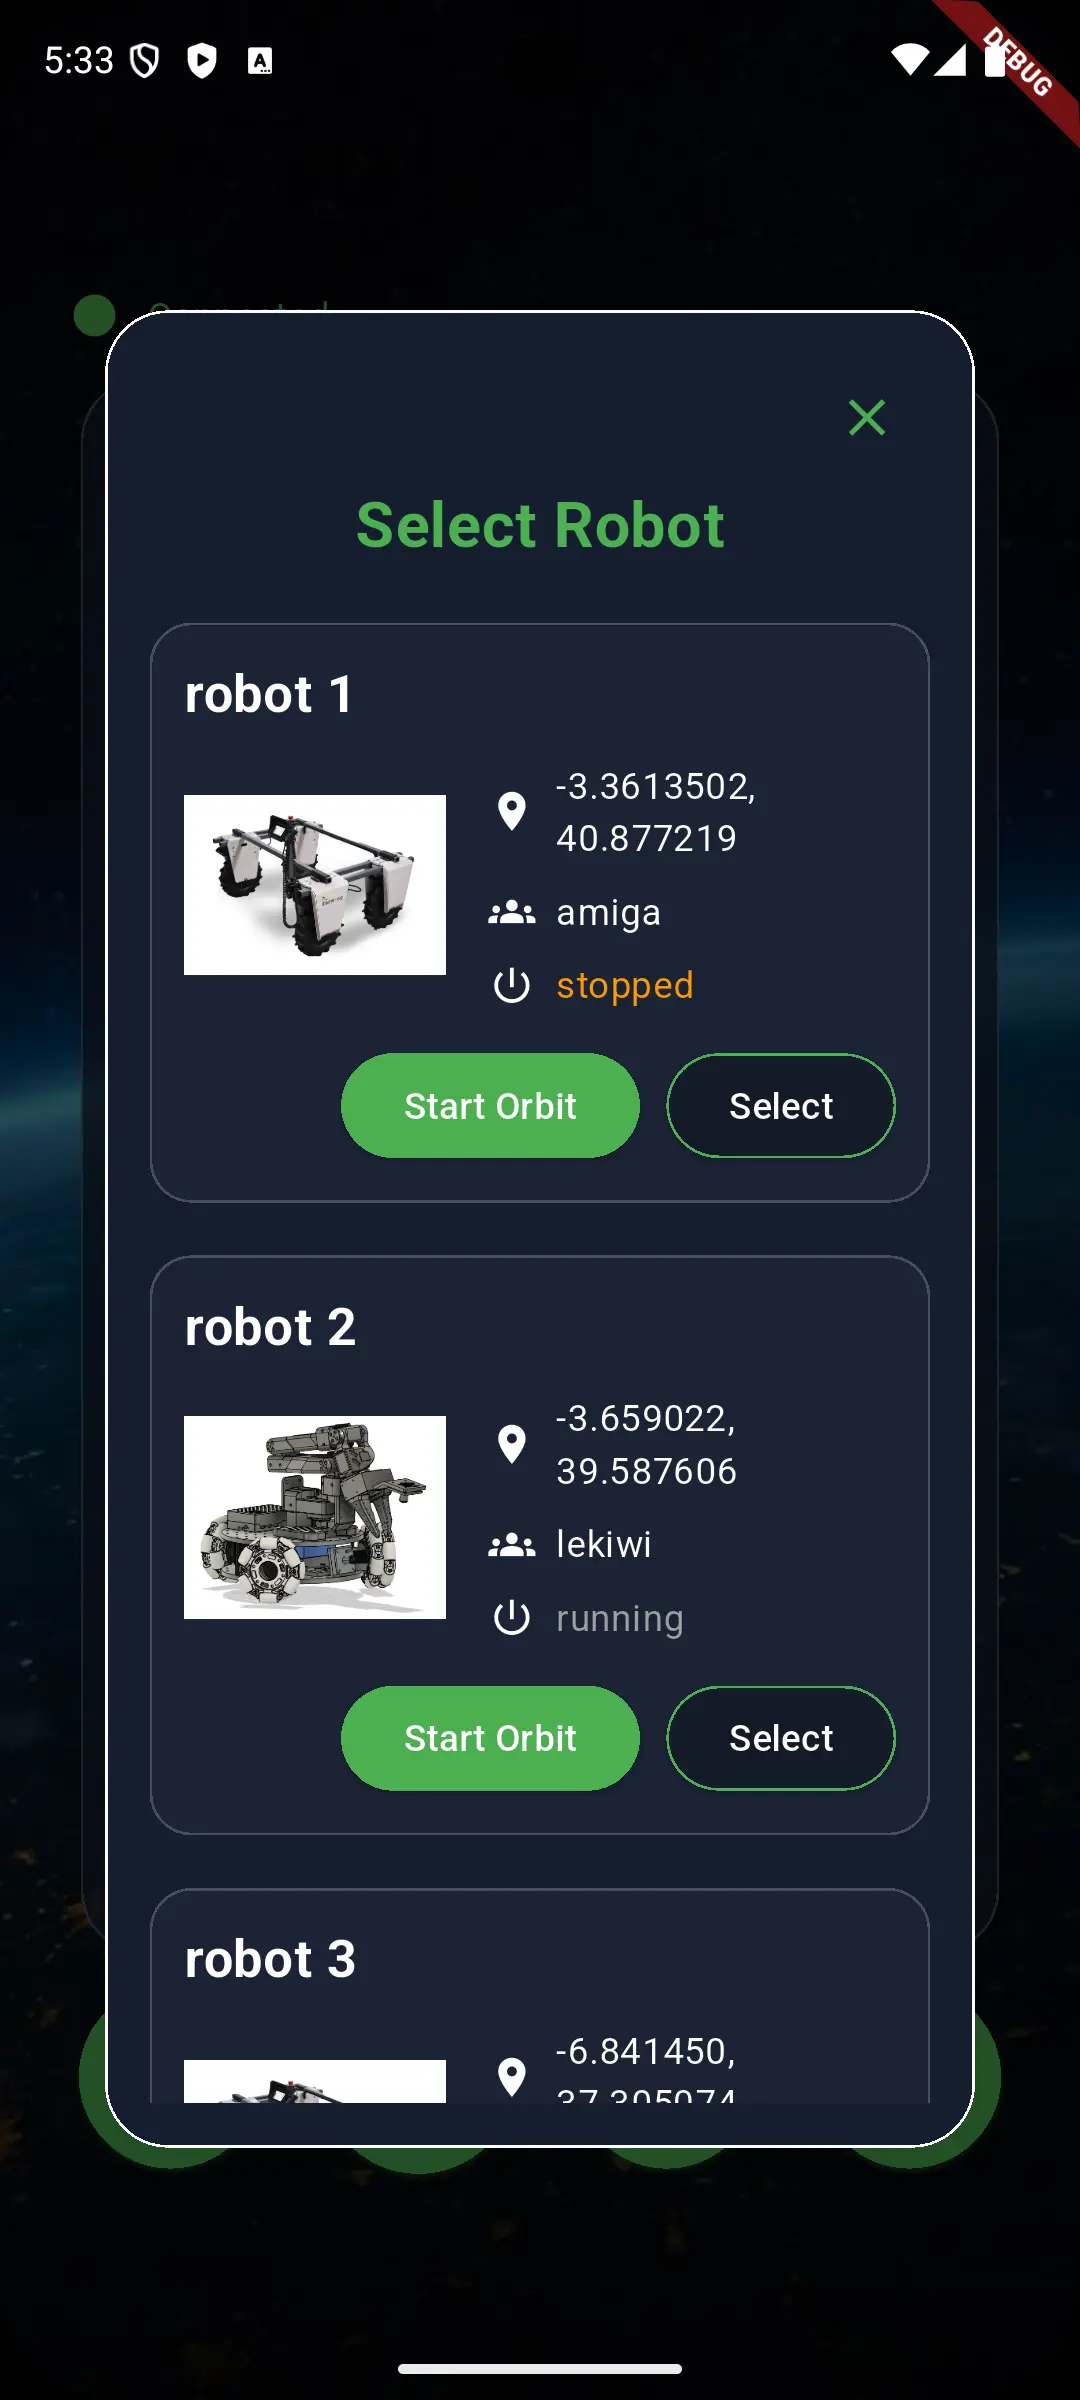 5:33
DEBUG
Select Robot
robot 1
-3.3613502,
40.877219
amiga
stopped
Start Orbit
Select
robot 2
-3.659022,
39.587606
lekiwi
running
Start Orbit
Select
robot 3
-6.841450,